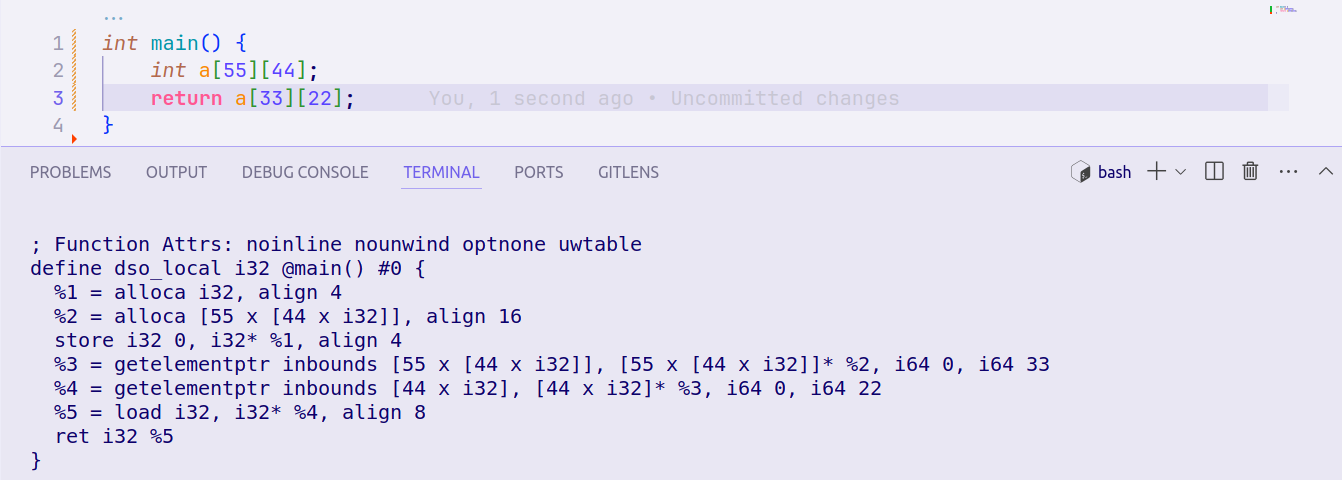 ...
1 int main() {
2     int a[55][44];
3     return a[33][22];      You, 1 second ago • Uncommitted changes
4 }
PROBLEMS OUTPUT DEBUG CONSOLE TERMINAL PORTS GITLENS bash ...
; Function Attrs: noinline nounwind optnone uwtable
define dso_local i32 @main() #0 {
  %1 = alloca i32, align 4
  %2 = alloca [55 x [44 x i32]], align 16
  store i32 0, i32* %1, align 4
  %3 = getelementptr inbounds [55 x [44 x i32]], [55 x [44 x i32]]* %2, i64 0, i64 33
  %4 = getelementptr inbounds [44 x i32], [44 x i32]* %3, i64 0, i64 22
  %5 = load i32, i32* %4, align 8
  ret i32 %5
}